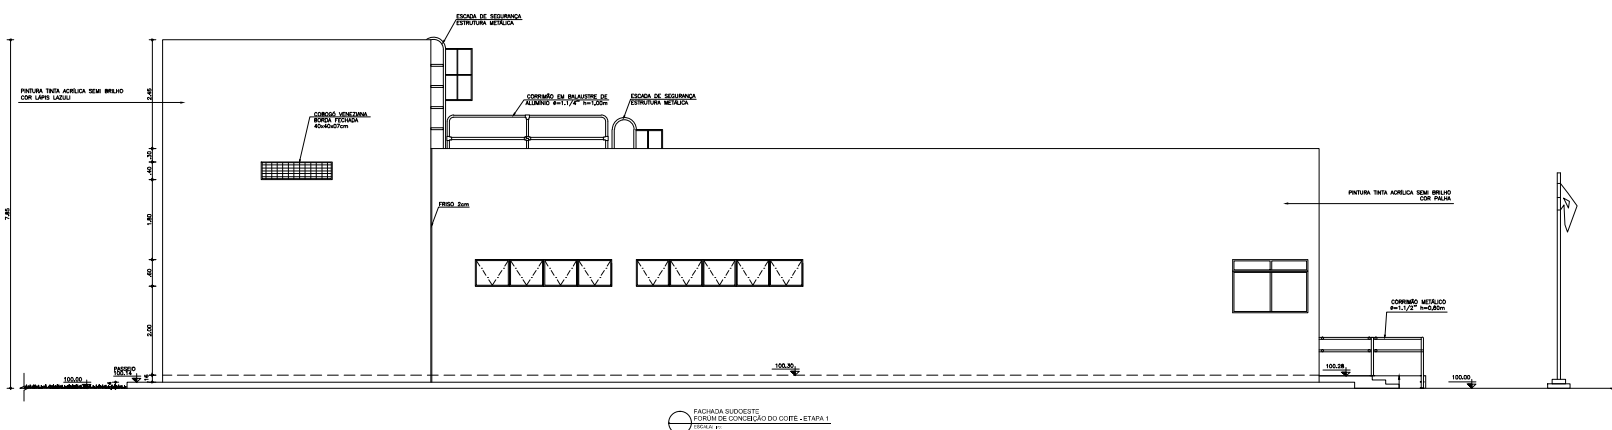 ESCADA DE SEGURANÇA
ESTRUTURA METÁLICA
PINTURA TINTA ACRÍLICA SEMI BRILHO
COR LÁPIS LAZULI
COBOGÓ VENEZIANA
BORDA FECHADA
40x40x07cm
CORRIMÃO EM BALAUSTRE DE
ALUMÍNIO ø=1.1/4" h=1,00m
ESCADA DE SEGURANÇA
ESTRUTURA METÁLICA
2.45
.30
.40
1.80
.60
2.00
7.85
FRISO 2cm
PINTURA TINTA ACRÍLICA SEMI BRILHO
COR PALHA
CORRIMÃO METÁLICO
ø=1.1/2" h=0,80m
PASSEIO
100.14
100.00
100.30
100.28
100.00
FACHADA SUDOESTE
FORÚM DE CONCEIÇÃO DO COITÉ - ETAPA 1